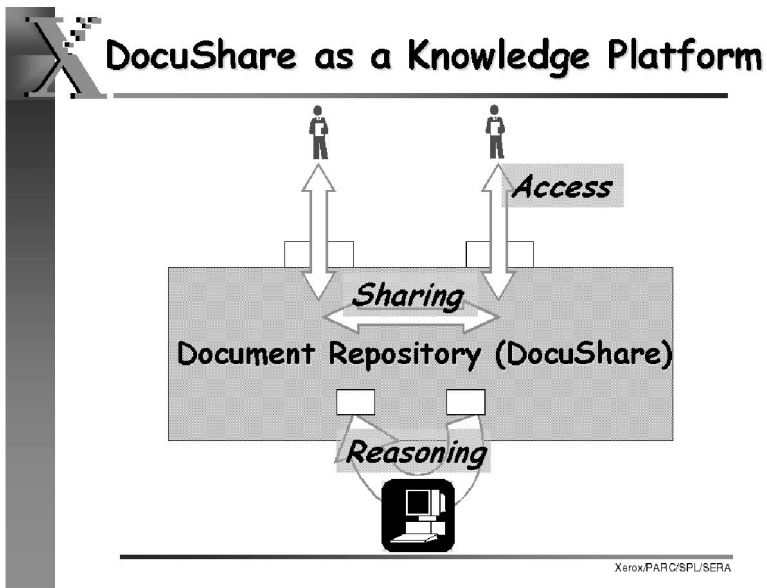 DocuShare as a Knowledge Platform
Access
Sharing
Document Repository (DocuShare)
Reasoning
Xerox/PARC/SPL/SERA